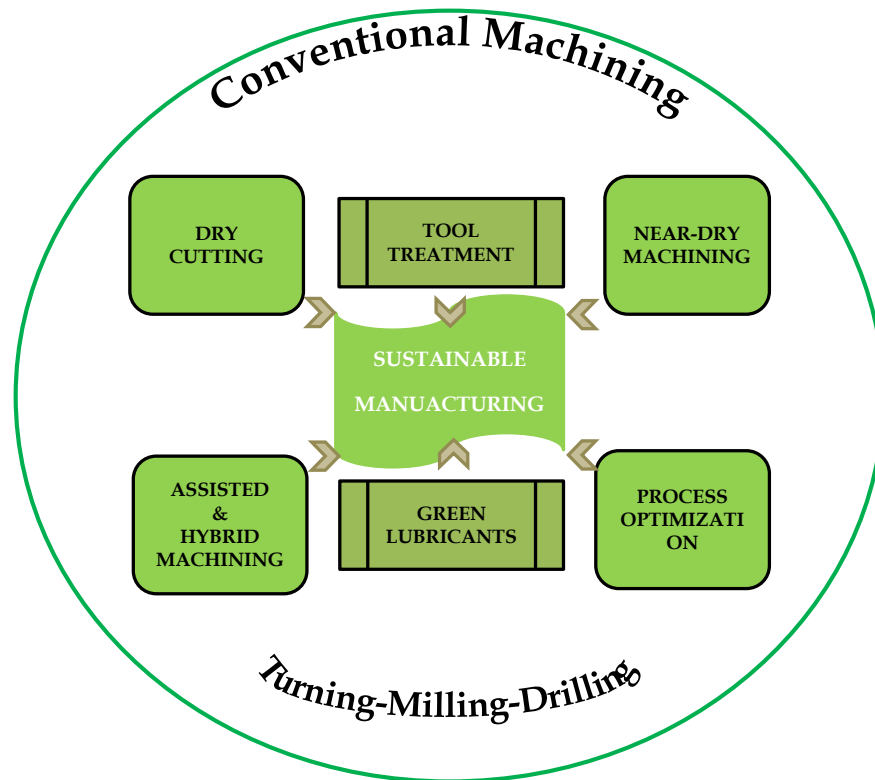 Conventional Machining
DRY
CUTTING
TOOL
TREATMENT
NEAR-DRY
MACHINING
SUSTAINABLE
MANUACTURING
ASSISTED
&
HYBRID
MACHINING
GREEN
LUBRICANTS
PROCESS
OPTIMIZATI
ON
Turning-Milling-Drilling